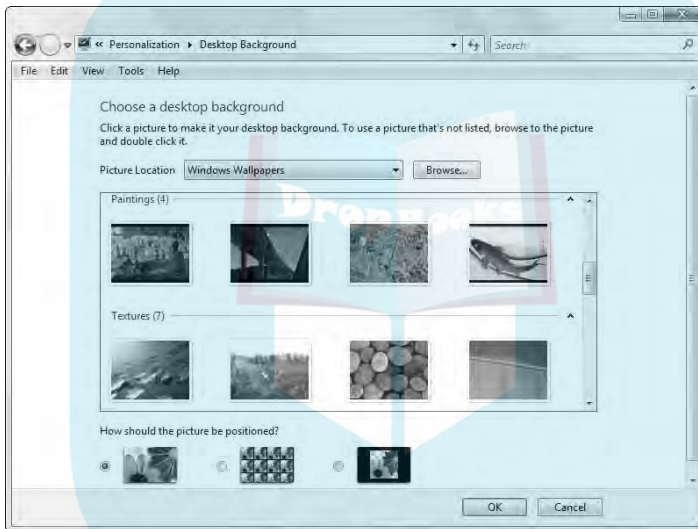 « Personalization ▸ Desktop Background
Search
File Edit View Tools Help
Choose a desktop background
Click a picture to make it your desktop background. To use a picture that's not listed, browse to the picture
and double click it.
Picture Location Windows Wallpapers Browse...
Paintings (4)
Drop Books
Textures (7)
How should the picture be positioned?
OK Cancel